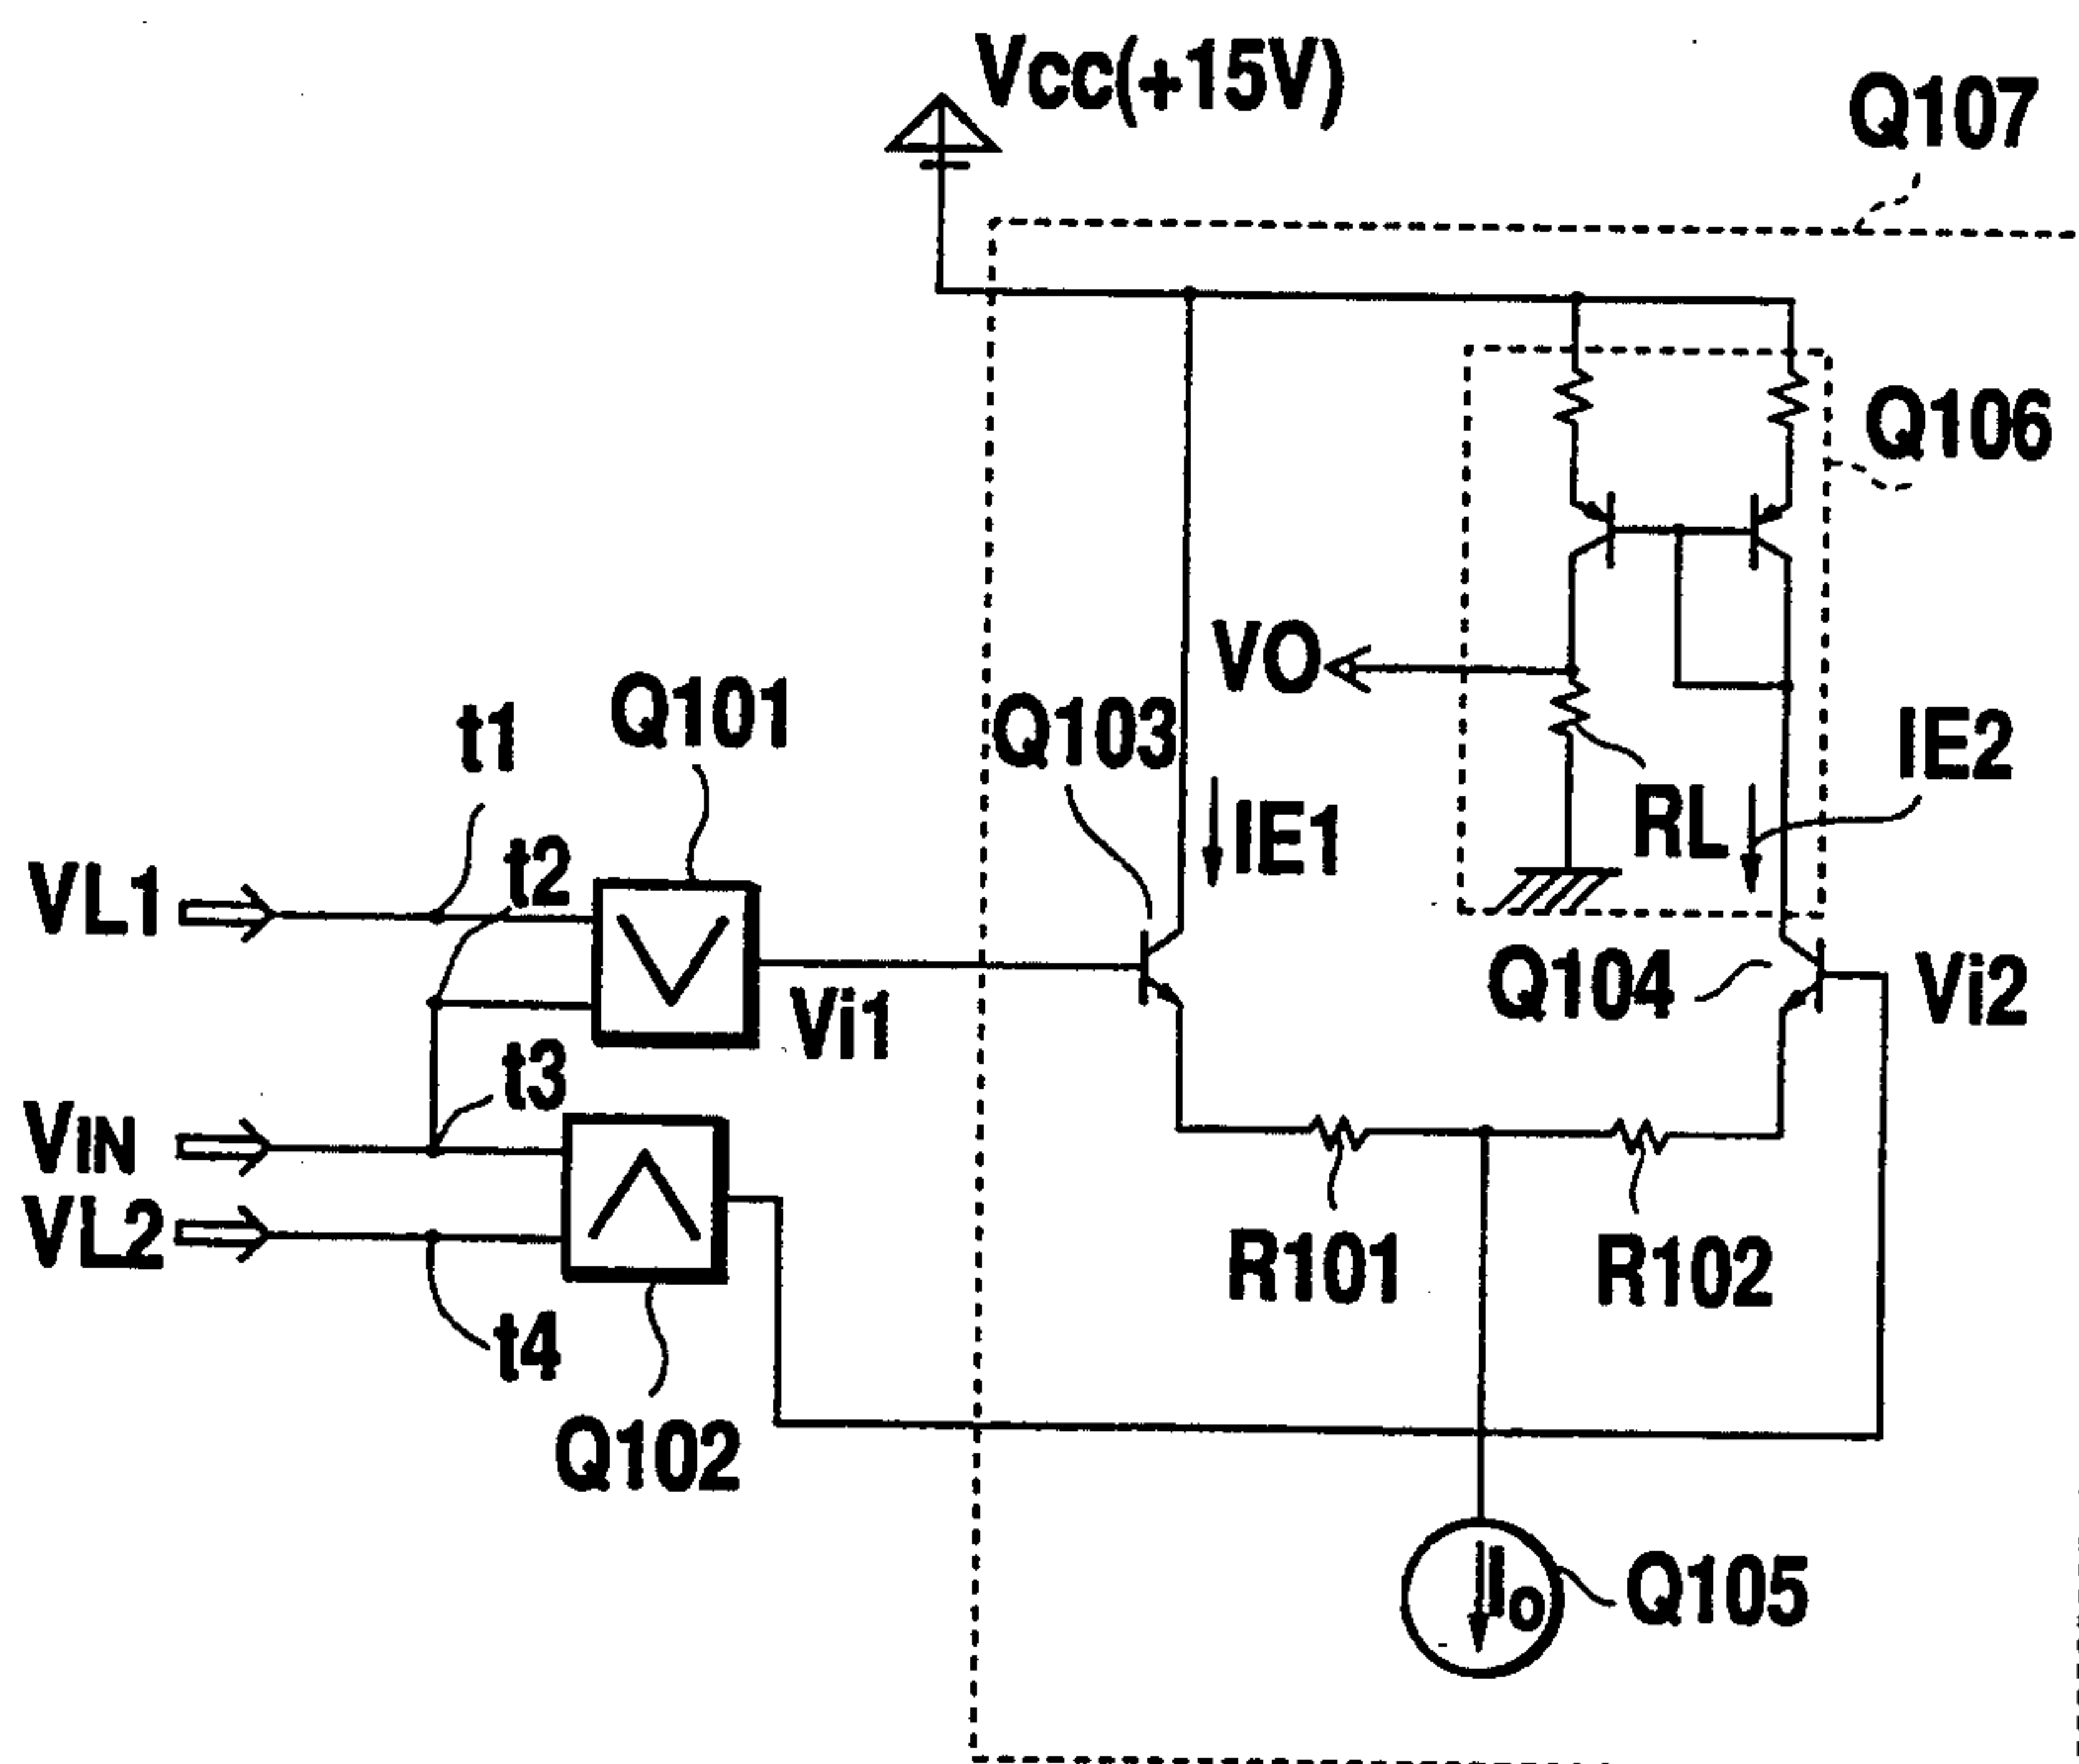 Vcc(+15V)
Q107
Q106
VO
Q101
t1
Q103
IE2
t2
IE1
RL
VL1
Q104
Vi2
Vi1
t3
VIN
VL2
R101
R102
t4
Q102
Io
Q105